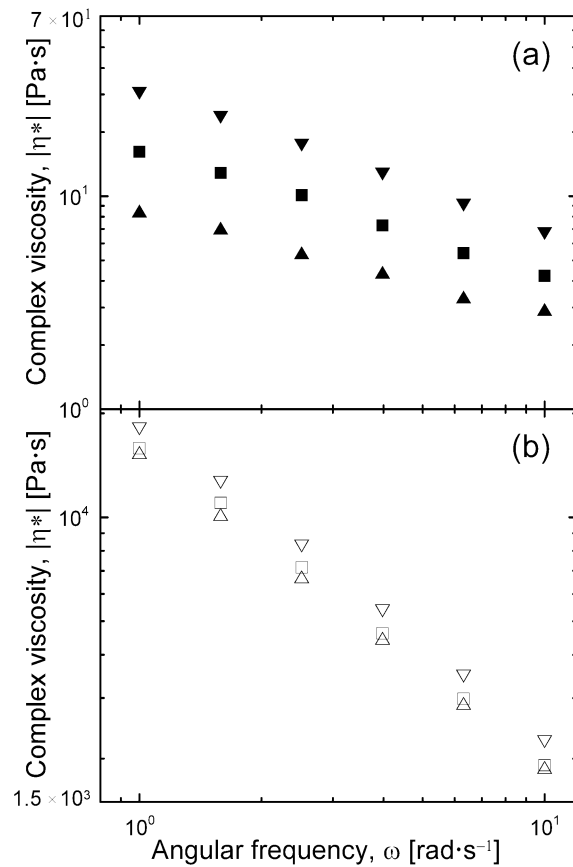 7 × 10¹
(a)
Complex viscosity, |η*| [Pa·s]
10¹
10⁰
(b)
Complex viscosity, |η*| [Pa·s]
10⁴
1.5 × 10³
10⁰
10¹
Angular frequency, ω [rad·s⁻¹]